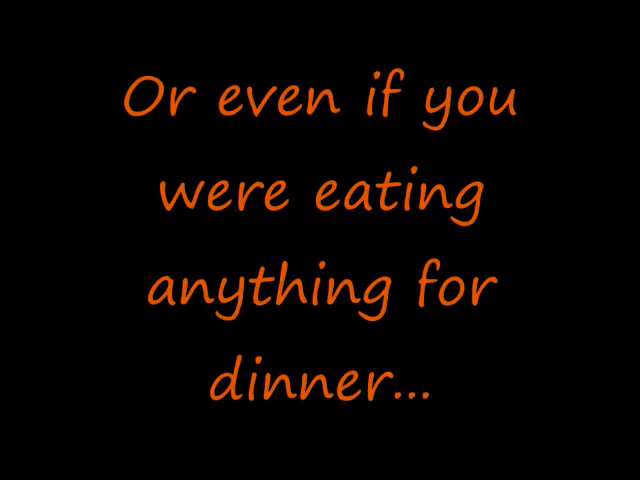 Or even if you
were eating
anything for
dinner...